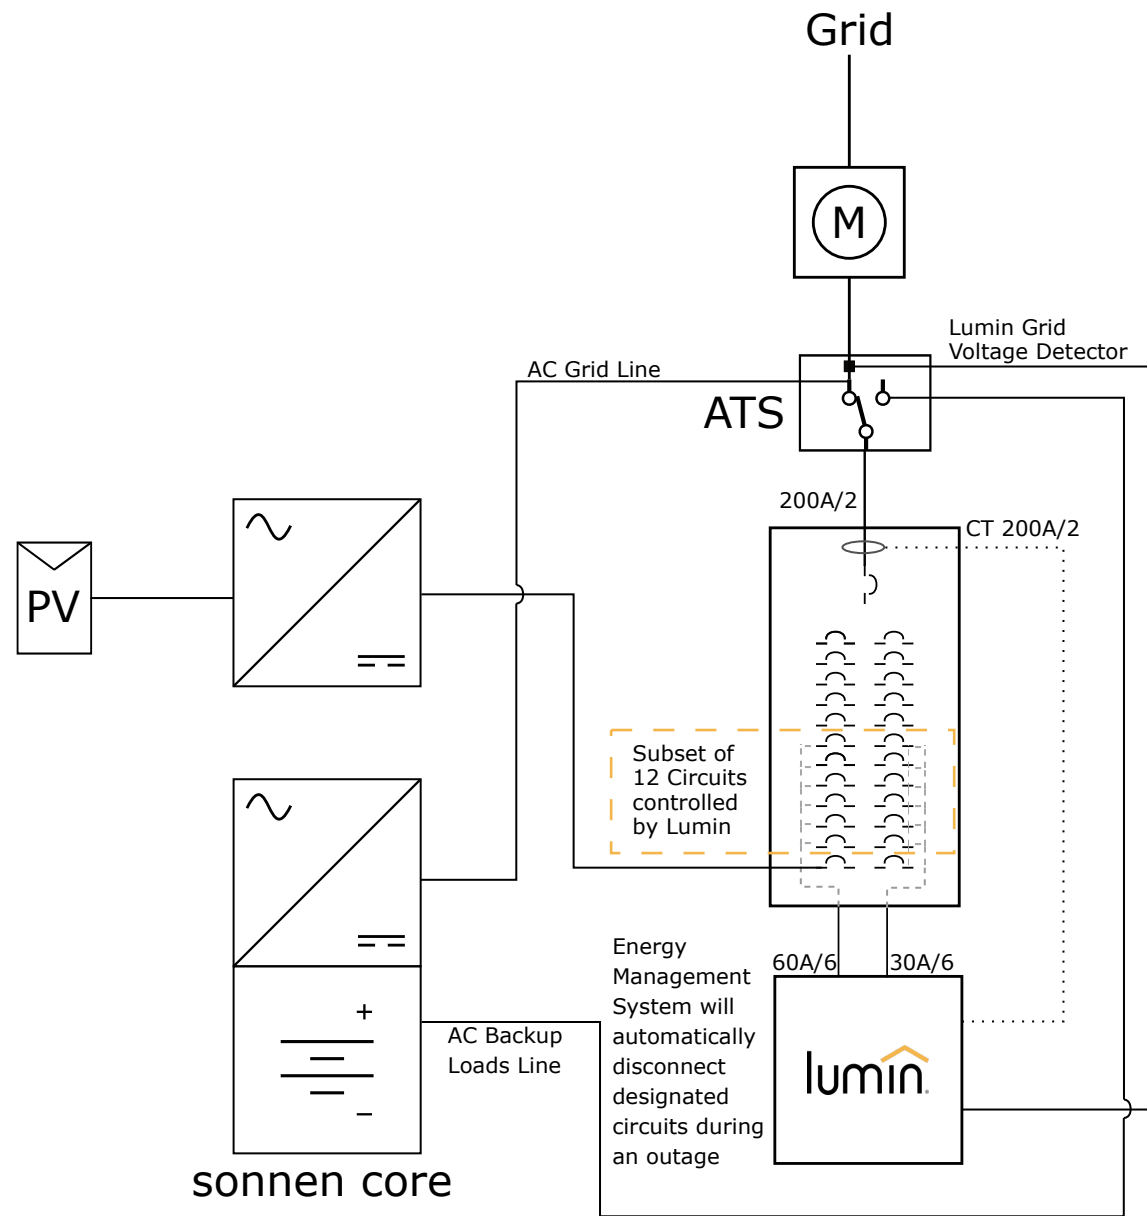 Grid
M
Lumin Grid
Voltage Detector
AC Grid Line
ATS
200A/2
CT 200A/2
PV
Subset of
12 Circuits
controlled
by Lumin
Energy
Management
System will
automatically
disconnect
designated
circuits during
an outage
60A/6
30A/6
+
AC Backup
Loads Line
−
lumin
sonnen core